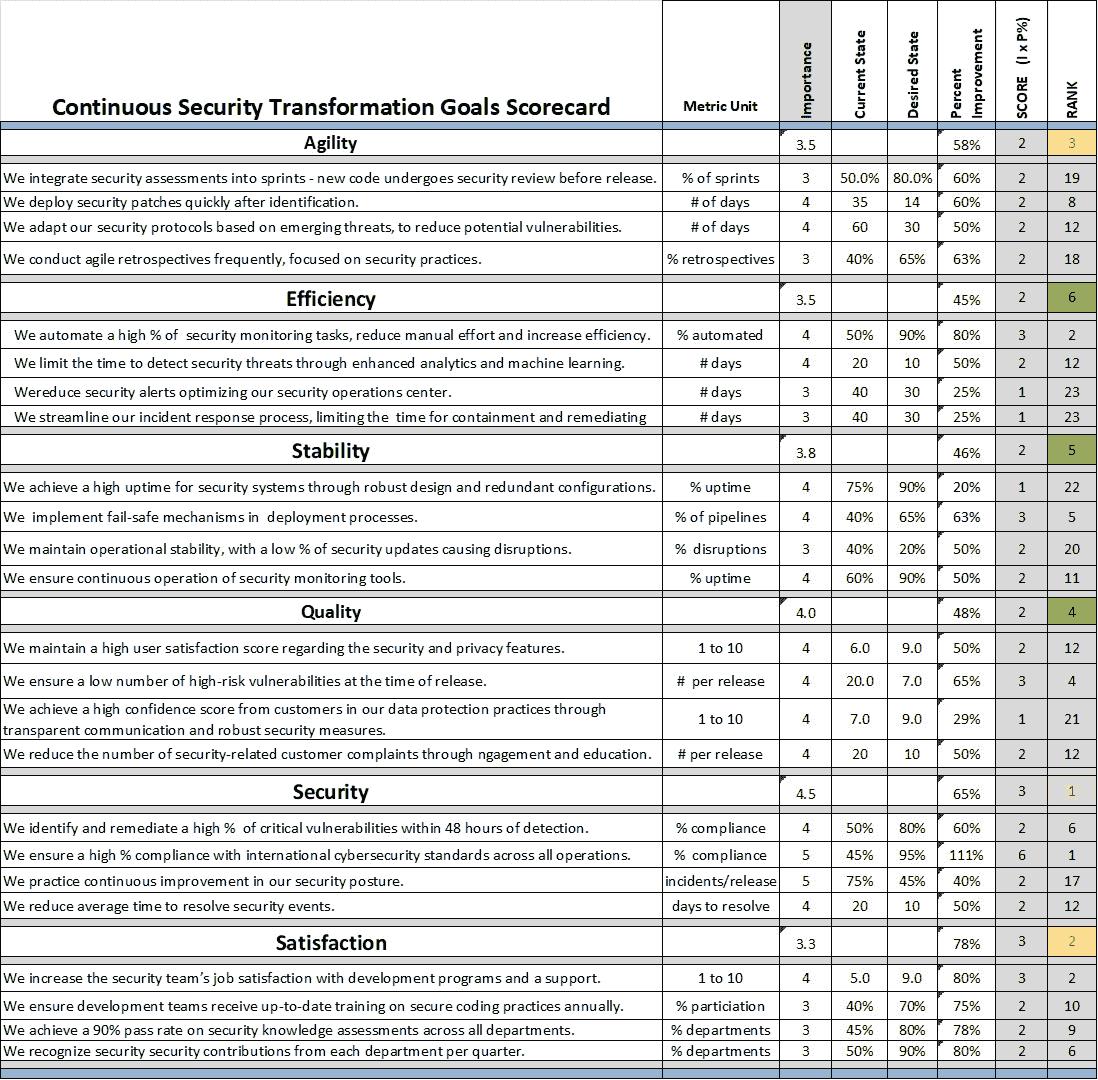 Continuous Security Transformation Goals Scorecard Metric Unit Importance Current State Desired State Percent Improvement SCORE (I x P%) RANK
Agility 3.5 58% 2 3
We integrate security assessments into sprints - new code undergoes security review before release. % of sprints 3 50.0% 80.0% 60% 2 19
We deploy security patches quickly after identification. # of days 4 35 14 60% 2 8
We adapt our security protocols based on emerging threats, to reduce potential vulnerabilities. # of days 4 60 30 50% 2 12
We conduct agile retrospectives frequently, focused on security practices. % retrospectives 3 40% 65% 63% 2 18
Efficiency 3.5 45% 2 6
We automate a high % of security monitoring tasks, reduce manual effort and increase efficiency. % automated 4 50% 90% 80% 3 2
We limit the time to detect security threats through enhanced analytics and machine learning. # days 4 20 10 50% 2 12
Wereduce security alerts optimizing our security operations center. # days 3 40 30 25% 1 23
We streamline our incident response process, limiting the time for containment and remediating # days 3 40 30 25% 1 23
Stability 3.8 46% 2 5
We achieve a high uptime for security systems through robust design and redundant configurations. % uptime 4 75% 90% 20% 1 22
We implement fail-safe mechanisms in deployment processes. % of pipelines 4 40% 65% 63% 3 5
We maintain operational stability, with a low % of security updates causing disruptions. % disruptions 3 40% 20% 50% 2 20
We ensure continuous operation of security monitoring tools. % uptime 4 60% 90% 50% 2 11
Quality 4.0 48% 2 4
We maintain a high user satisfaction score regarding the security and privacy features. 1 to 10 4 6.0 9.0 50% 2 12
We ensure a low number of high-risk vulnerabilities at the time of release. # per release 4 20.0 7.0 65% 3 4
We achieve a high confidence score from customers in our data protection practices through
transparent communication and robust security measures. 1 to 10 4 7.0 9.0 29% 1 21
We reduce the number of security-related customer complaints through ngagement and education. # per release 4 20 10 50% 2 12
Security 4.5 65% 3 1
We identify and remediate a high % of critical vulnerabilities within 48 hours of detection. % compliance 4 50% 80% 60% 2 6
We ensure a high % compliance with international cybersecurity standards across all operations. % compliance 5 45% 95% 111% 6 1
We practice continuous improvement in our security posture. incidents/release 5 75% 45% 40% 2 17
We reduce average time to resolve security events. days to resolve 4 20 10 50% 2 12
Satisfaction 3.3 78% 3 2
We increase the security team’s job satisfaction with development programs and a support. 1 to 10 4 5.0 9.0 80% 3 2
We ensure development teams receive up-to-date training on secure coding practices annually. % particiation 3 40% 70% 75% 2 10
We achieve a 90% pass rate on security knowledge assessments across all departments. % departments 3 45% 80% 78% 2 9
We recognize security security contributions from each department per quarter. % departments 3 50% 90% 80% 2 6